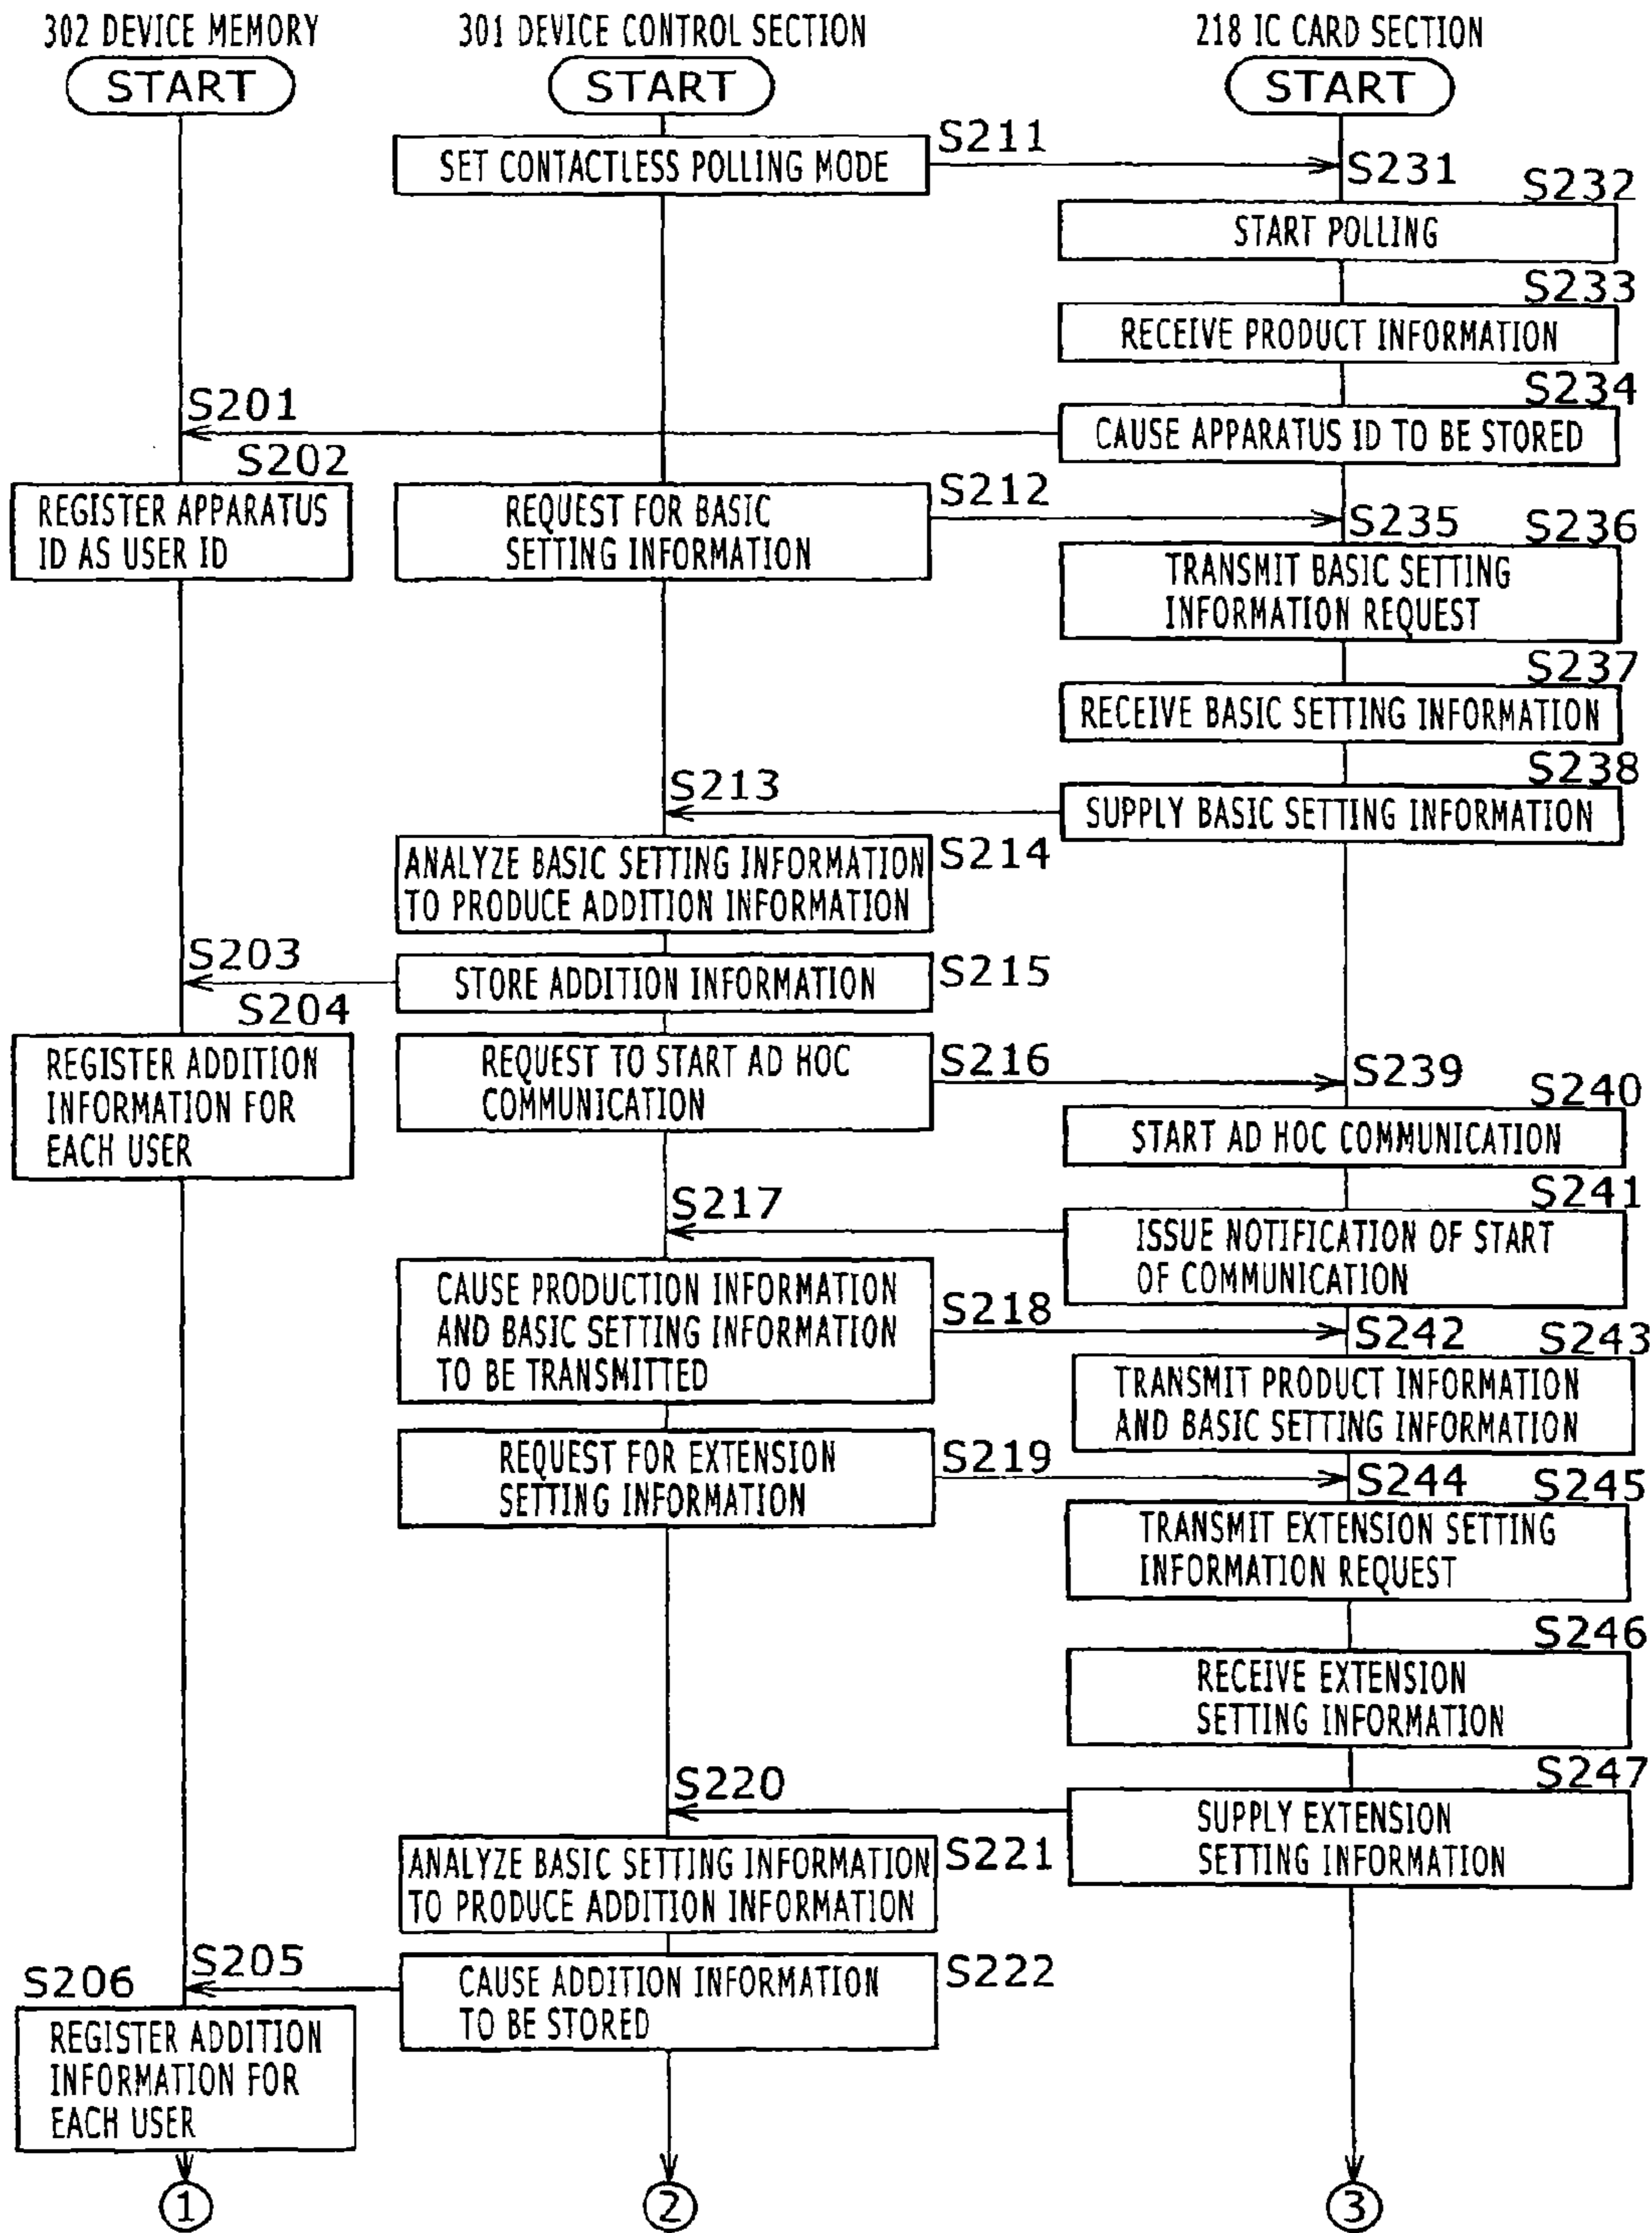 302 DEVICE MEMORY
301 DEVICE CONTROL SECTION
218 IC CARD SECTION
START
START
START
S211
SET CONTACTLESS POLLING MODE
S231
S232
START POLLING
S233
RECEIVE PRODUCT INFORMATION
S234
S201
CAUSE APPARATUS ID TO BE STORED
S202
REGISTER APPARATUS
ID AS USER ID
S212
REQUEST FOR BASIC
SETTING INFORMATION
S235
S236
TRANSMIT BASIC SETTING
INFORMATION REQUEST
S237
RECEIVE BASIC SETTING INFORMATION
S238
S213
SUPPLY BASIC SETTING INFORMATION
ANALYZE BASIC SETTING INFORMATION
TO PRODUCE ADDITION INFORMATION
S214
S203
STORE ADDITION INFORMATION
S215
S204
REGISTER ADDITION
INFORMATION FOR
EACH USER
REQUEST TO START AD HOC
COMMUNICATION
S216
S239
S240
START AD HOC COMMUNICATION
S241
S217
ISSUE NOTIFICATION OF START
OF COMMUNICATION
CAUSE PRODUCTION INFORMATION
AND BASIC SETTING INFORMATION
TO BE TRANSMITTED
S218
S242
S243
TRANSMIT PRODUCT INFORMATION
AND BASIC SETTING INFORMATION
REQUEST FOR EXTENSION
SETTING INFORMATION
S219
S244
S245
TRANSMIT EXTENSION SETTING
INFORMATION REQUEST
S246
RECEIVE EXTENSION
SETTING INFORMATION
S247
S220
SUPPLY EXTENSION
SETTING INFORMATION
ANALYZE BASIC SETTING INFORMATION
TO PRODUCE ADDITION INFORMATION
S221
S205
CAUSE ADDITION INFORMATION
TO BE STORED
S222
S206
REGISTER ADDITION
INFORMATION FOR
EACH USER
1
2
3